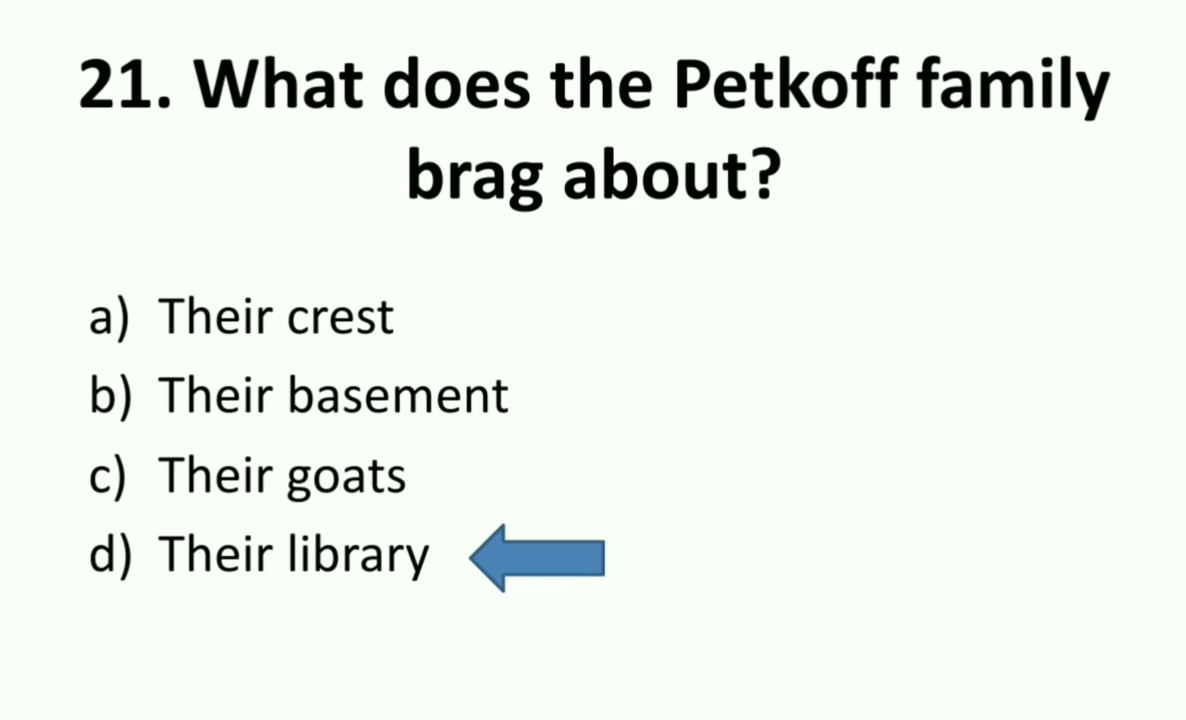 21. What does the Petkoff family
brag about?
a) Their crest
b) Their basement
c) Their goats
d) Their library